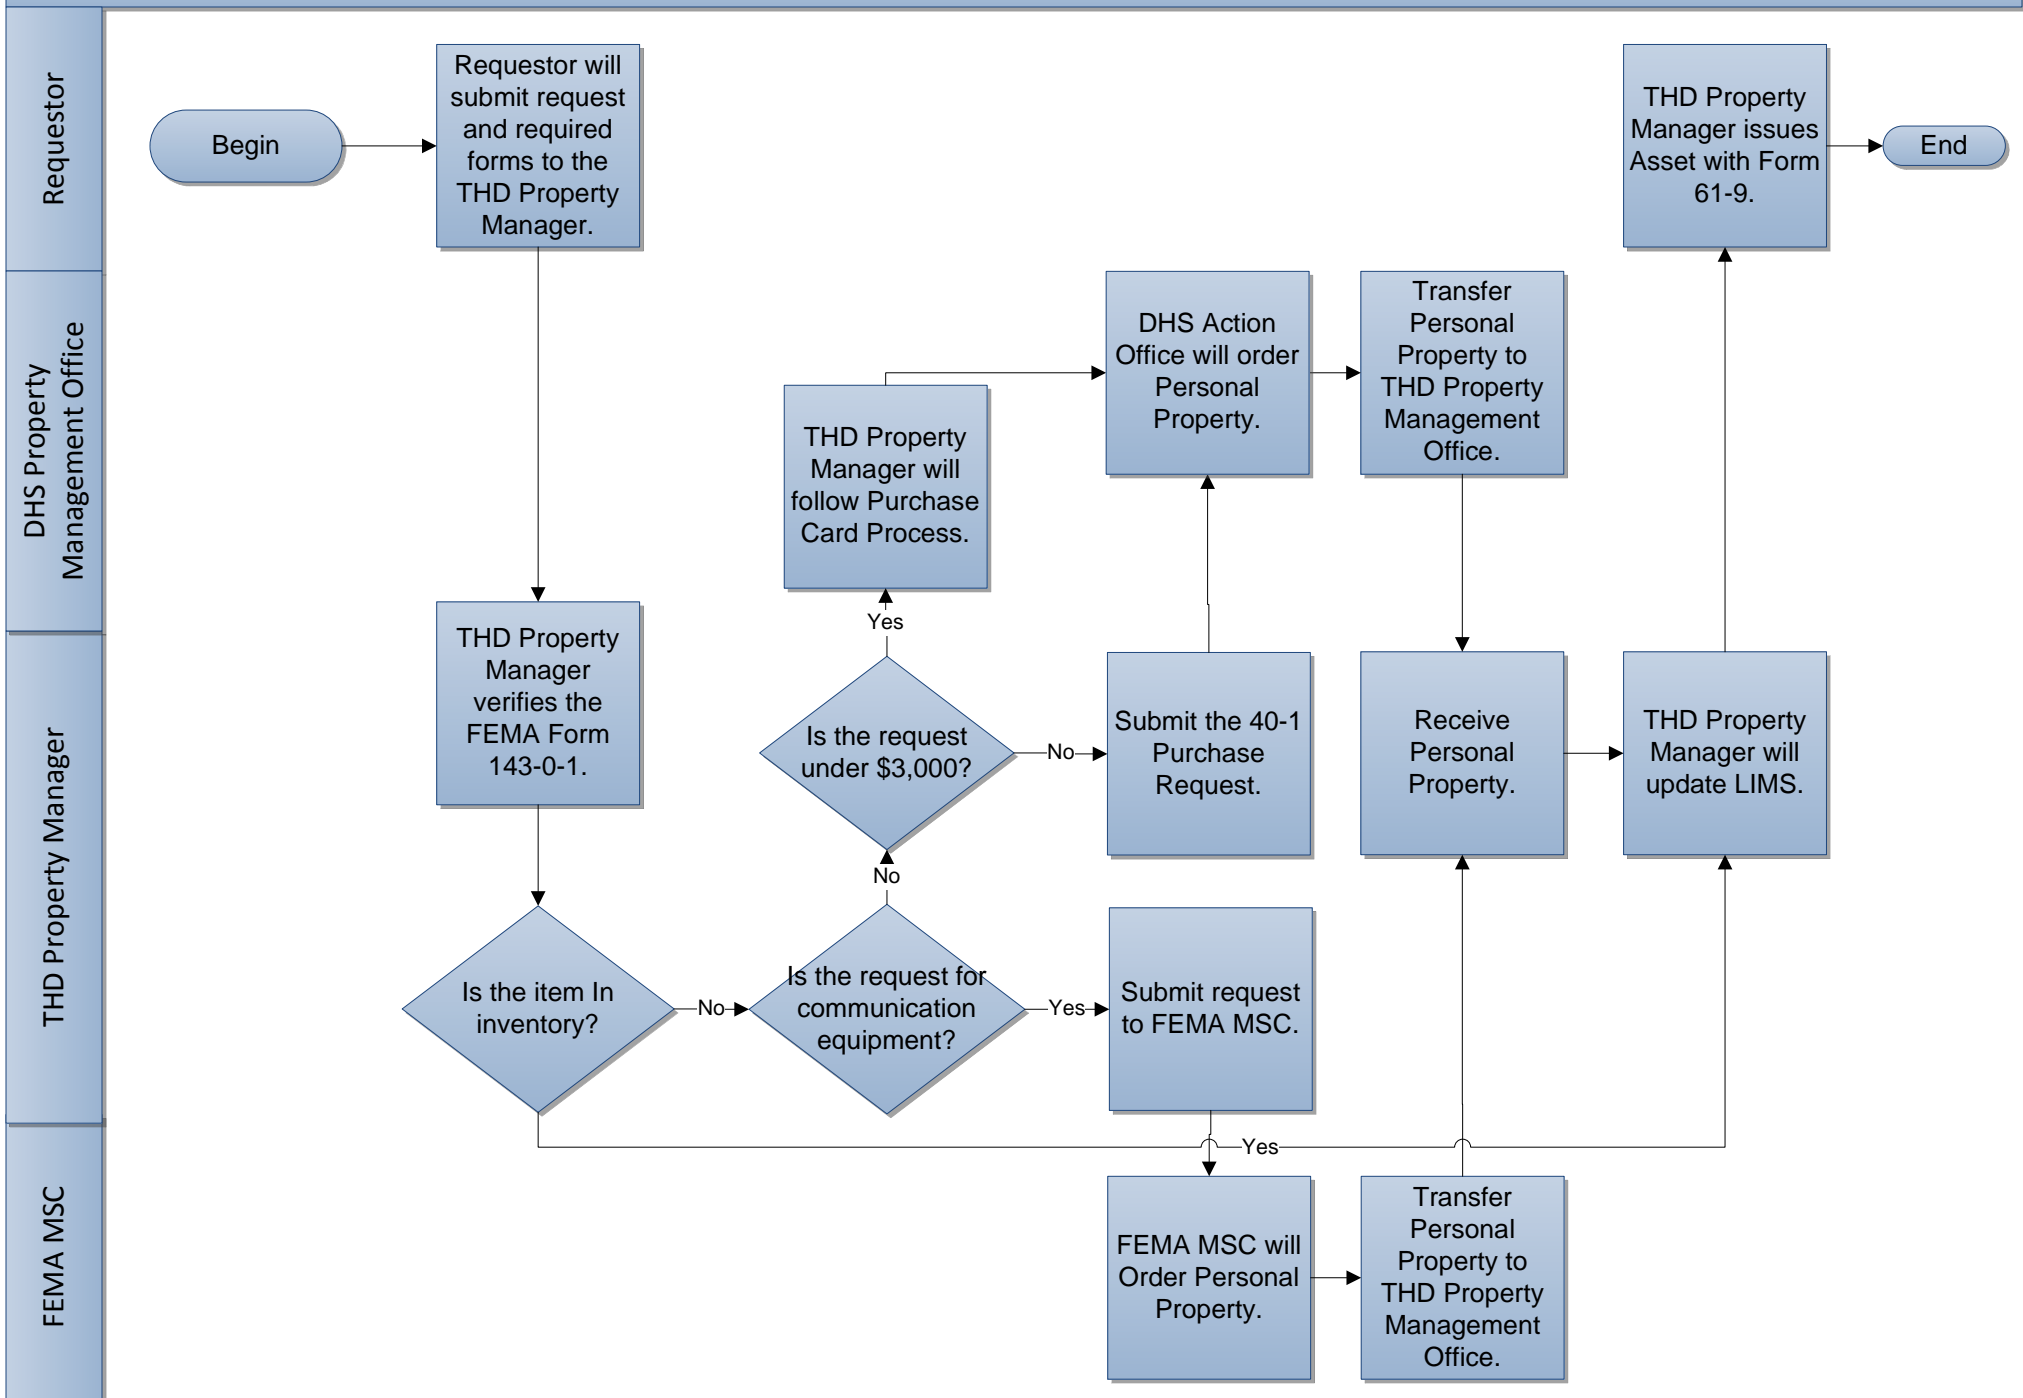 Requestor
Begin
Requestor will
submit request
and required
forms to the
THD Property
Manager.
THD Property
Manager issues
Asset with Form
61-9.
End
DHS Property
Management Office
THD Property
Manager will
follow Purchase
Card Process.
DHS Action
Office will order
Personal
Property.
Transfer
Personal
Property to
THD Property
Management
Office.
Yes
THD Property Manager
THD Property
Manager
verifies the
FEMA Form
143-0-1.
Is the request
under $3,000?
No
Submit the 40-1
Purchase
Request.
Receive
Personal
Property.
THD Property
Manager will
update LIMS.
No
Is the item In
inventory?
No
Is the request for
communication
equipment?
Yes
Submit request
to FEMA MSC.
Yes
FEMA MSC
FEMA MSC will
Order Personal
Property.
Transfer
Personal
Property to
THD Property
Management
Office.